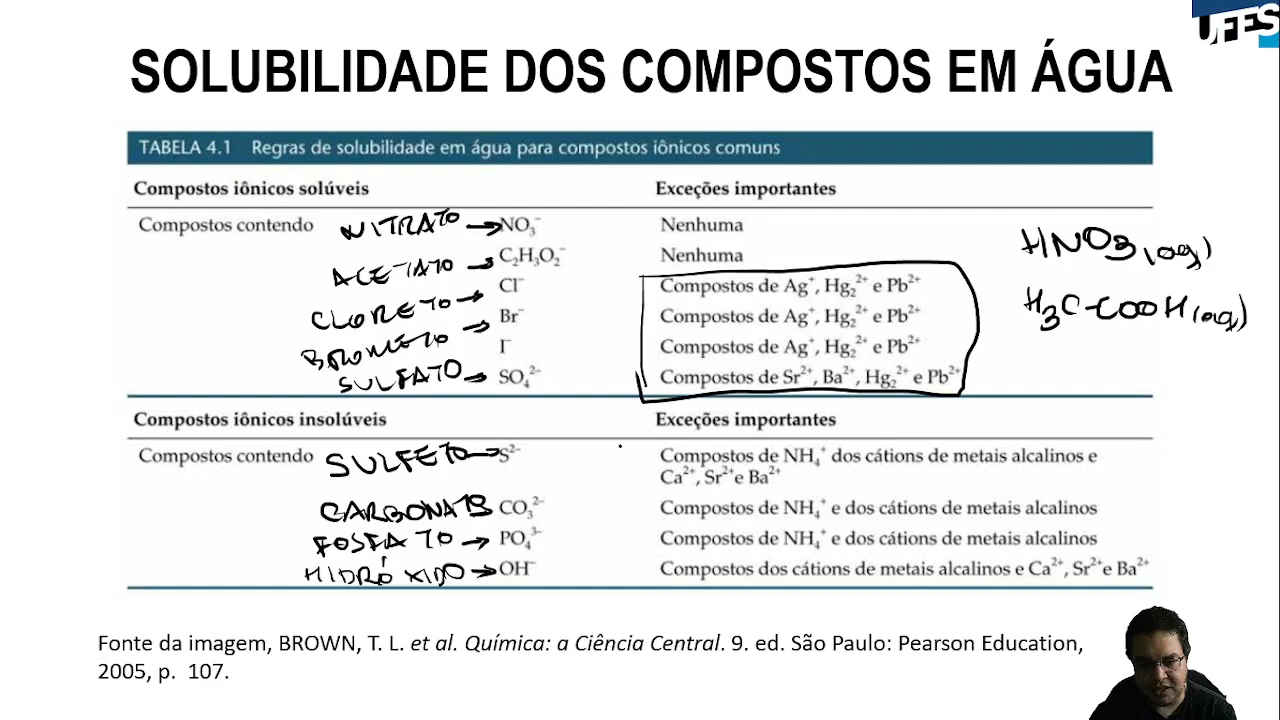 UFES
SOLUBILIDADE DOS COMPOSTOS EM ÁGUA
TABELA 4.1 Regras de solubilidade em água para compostos iônicos comuns
Compostos iônicos solúveis Exceções importantes
Compostos contendo NITRATO → NO₃⁻ Nenhuma HNO₃(aq)
ACETATO → C₂H₃O₂⁻ Nenhuma
CLORETO → Cl⁻ Compostos de Ag⁺, Hg₂²⁺ e Pb²⁺ H₃C-COOH(aq)
BROMETO → Br⁻ Compostos de Ag⁺, Hg₂²⁺ e Pb²⁺
I⁻ Compostos de Ag⁺, Hg₂²⁺ e Pb²⁺
SULFATO → SO₄²⁻ Compostos de Sr²⁺, Ba²⁺, Hg₂²⁺ e Pb²⁺
Compostos iônicos insolúveis Exceções importantes
Compostos contendo SULFETO → S²⁻ Compostos de NH₄⁺ dos cátions de metais alcalinos e
Ca²⁺, Sr²⁺e Ba²⁺
CARBONATO CO₃²⁻ Compostos de NH₄⁺ e dos cátions de metais alcalinos
FOSFATO → PO₄³⁻ Compostos de NH₄⁺ e dos cátions de metais alcalinos
HIDRÓXIDO → OH⁻ Compostos dos cátions de metais alcalinos e Ca²⁺, Sr²⁺e Ba²⁺
Fonte da imagem, BROWN, T. L. et al. Química: a Ciência Central. 9. ed. São Paulo: Pearson Education,
2005, p. 107.